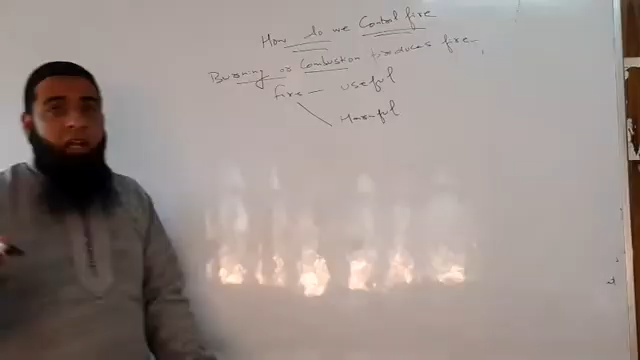 How do we Control fire
Burning or Combustion produces fire.
fire — useful
Harmful